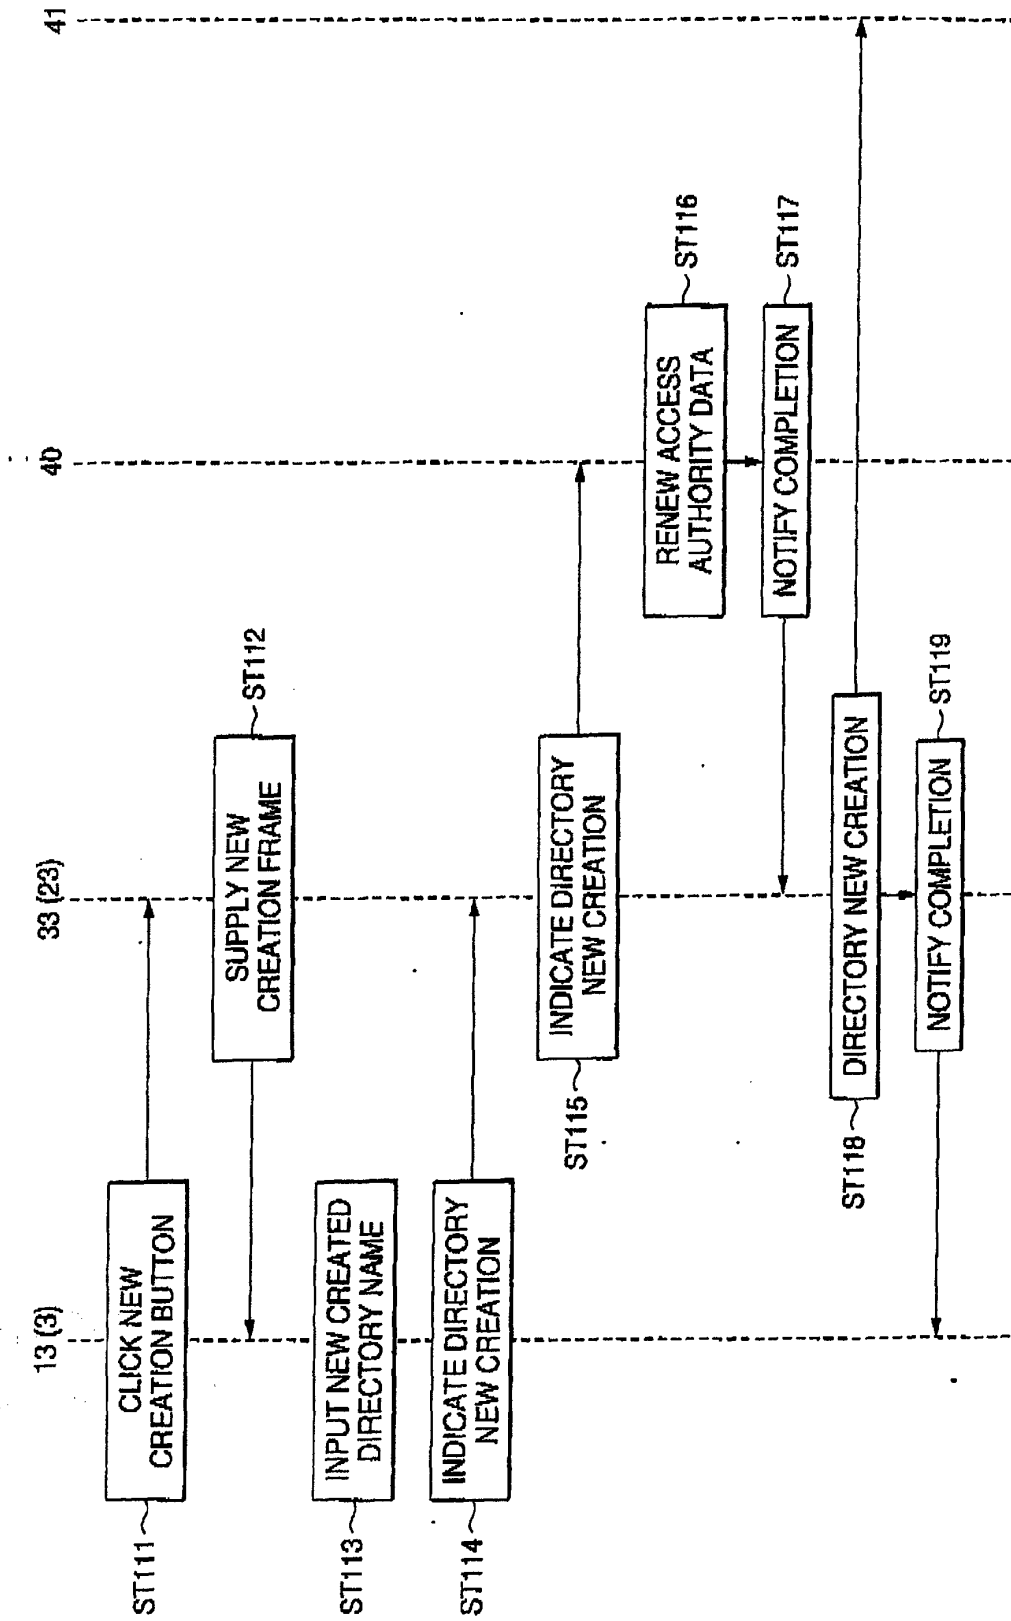 13 (3)
33 (23)
40
41
ST111
CLICK NEW
CREATION BUTTON
SUPPLY NEW
CREATION FRAME
ST112
ST113
INPUT NEW CREATED
DIRECTORY NAME
ST114
INDICATE DIRECTORY
NEW CREATION
ST115
INDICATE DIRECTORY
NEW CREATION
RENEW ACCESS
AUTHORITY DATA
ST116
NOTIFY COMPLETION
ST117
ST118
DIRECTORY NEW CREATION
NOTIFY COMPLETION
ST119